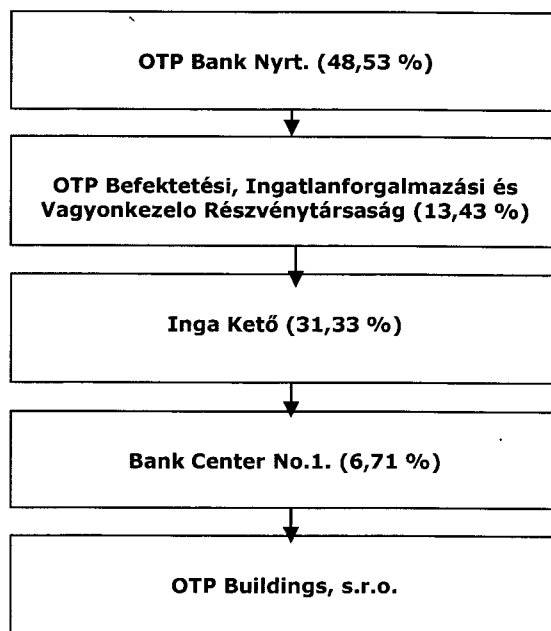 OTP Bank Nyrt. (48,53 %)
OTP Befektetési, Ingatlanforgalmazási és
Vagyonkezelo Részvénytársaság (13,43 %)
Inga Kető (31,33 %)
Bank Center No.1. (6,71 %)
OTP Buildings, s.r.o.